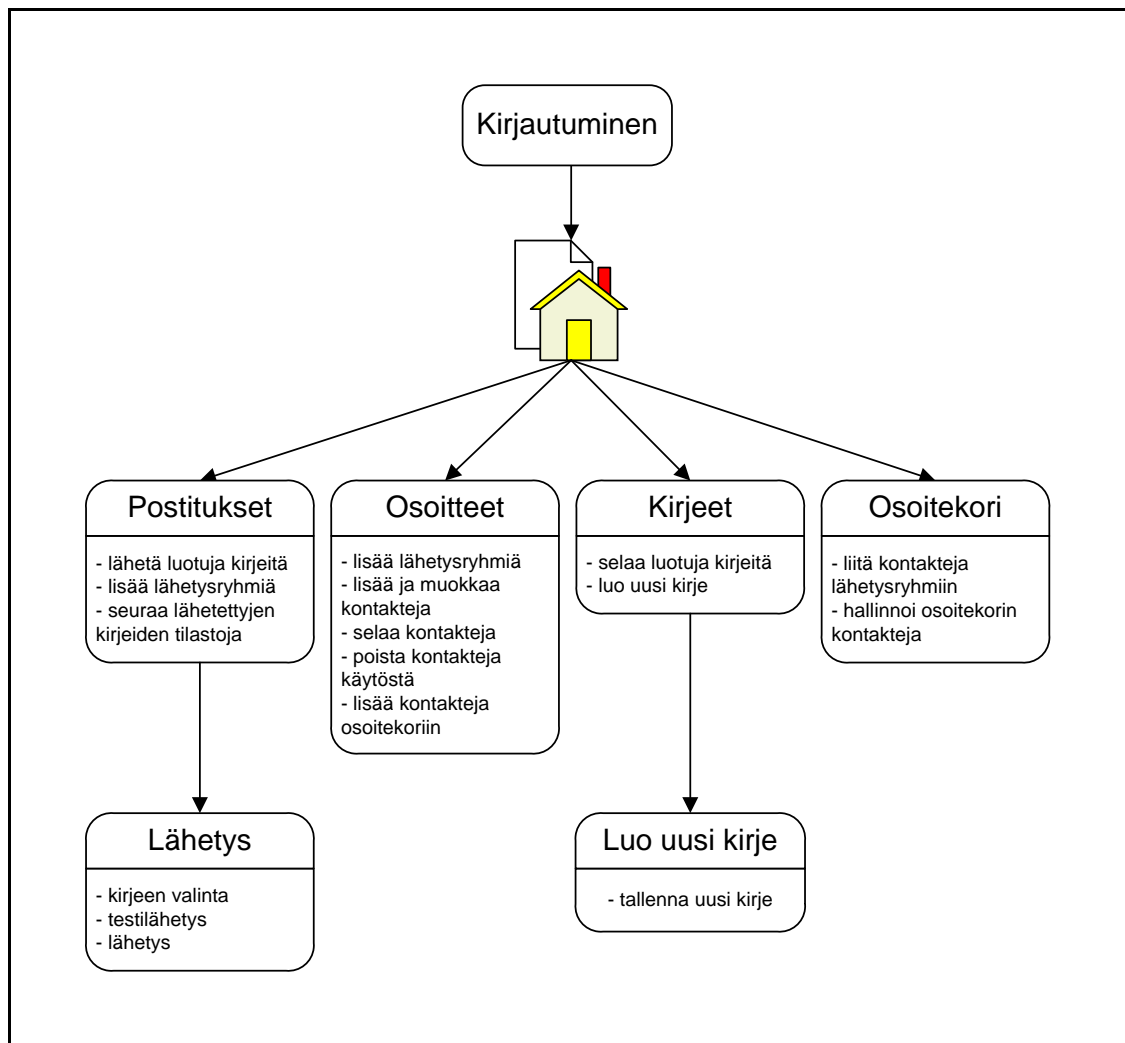 Kirjautuminen
Postitukset
- lähetä luotuja kirjeitä
- lisää lähetysryhmiä
- seuraa lähetettyjen
kirjeiden tilastoja
Osoitteet
- lisää lähetysryhmiä
- lisää ja muokkaa
kontakteja
- selaa kontakteja
- poista kontakteja
käytöstä
- lisää kontakteja
osoitekoriin
Kirjeet
- selaa luotuja kirjeitä
- luo uusi kirje
Osoitekori
- liitä kontakteja
lähetysryhmiin
- hallinnoi osoitekorin
kontakteja
Lähetys
- kirjeen valinta
- testilähetys
- lähetys
Luo uusi kirje
- tallenna uusi kirje